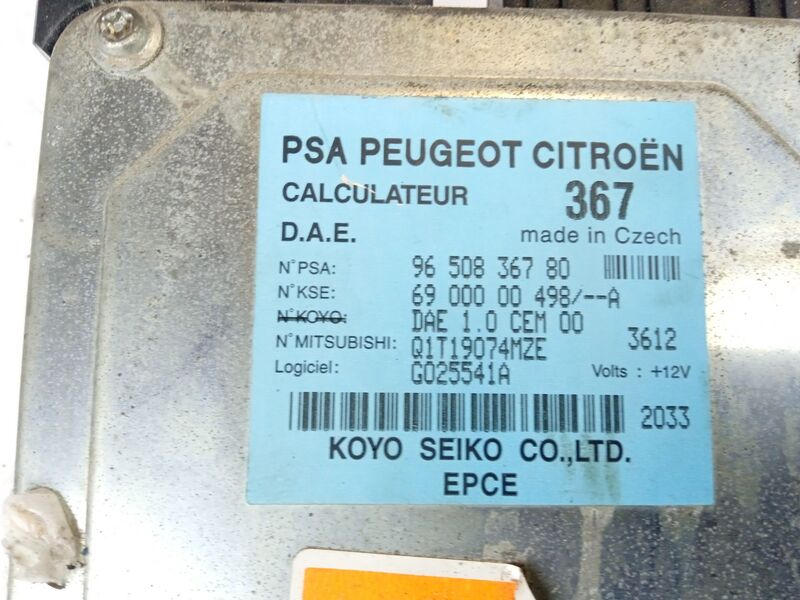 PSA PEUGEOT CITROËN
CALCULATEUR 367
D.A.E. made in Czech
N°PSA: 96 508 367 80
N°KSE: 69 000 00 498/--A
N°KOYO: DAE 1.0 CEM 00
N°MITSUBISHI: Q1T19074MZE 3612
Logiciel: G025541A Volts : +12V
2033
KOYO SEIKO CO.,LTD.
EPCE